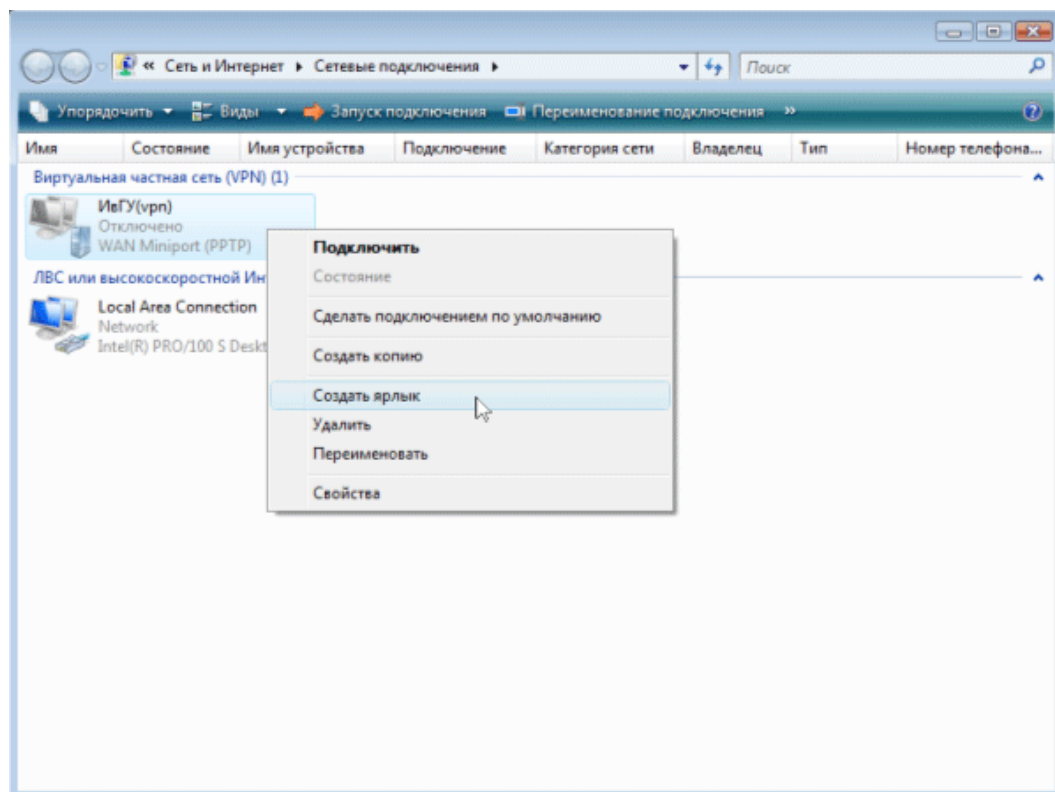 « Сеть и Интернет Сетевые подключения Поиск
Упорядочить Виды Запуск подключения Переименование подключения »
Имя Состояние Имя устройства Подключение Категория сети Владелец Тип Номер телефона...
Виртуальная частная сеть (VPN) (1)
ИвГУ(vpn)
Отключено
WAN Miniport (PPTP)
Подключить
Состояние
Сделать подключением по умолчанию
Создать копию
Создать ярлык
Удалить
Переименовать
Свойства
ЛВС или высокоскоростной Ин
Local Area Connection
Network
Intel(R) PRO/100 S Deskt